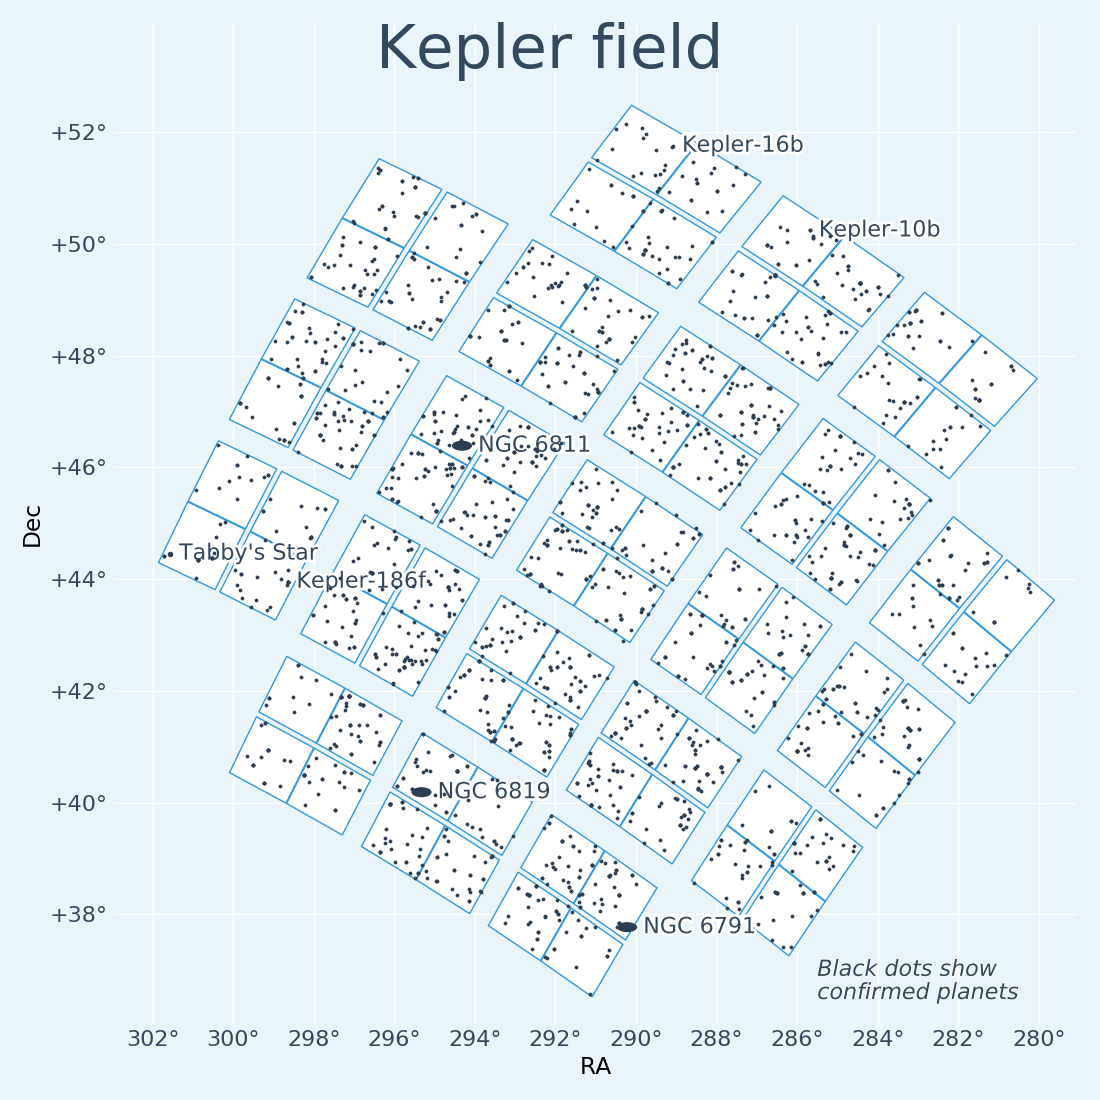 Kepler field
+52°
Kepler-16b
+50°
Kepler-10b
+48°
+46°
NGC 6811
Dec
Tabby's Star
+44°
Kepler-186f
+42°
+40°
NGC 6819
+38°
NGC 6791
Black dots show
confirmed planets
302° 300° 298° 296° 294° 292° 290° 288° 286° 284° 282° 280°
RA